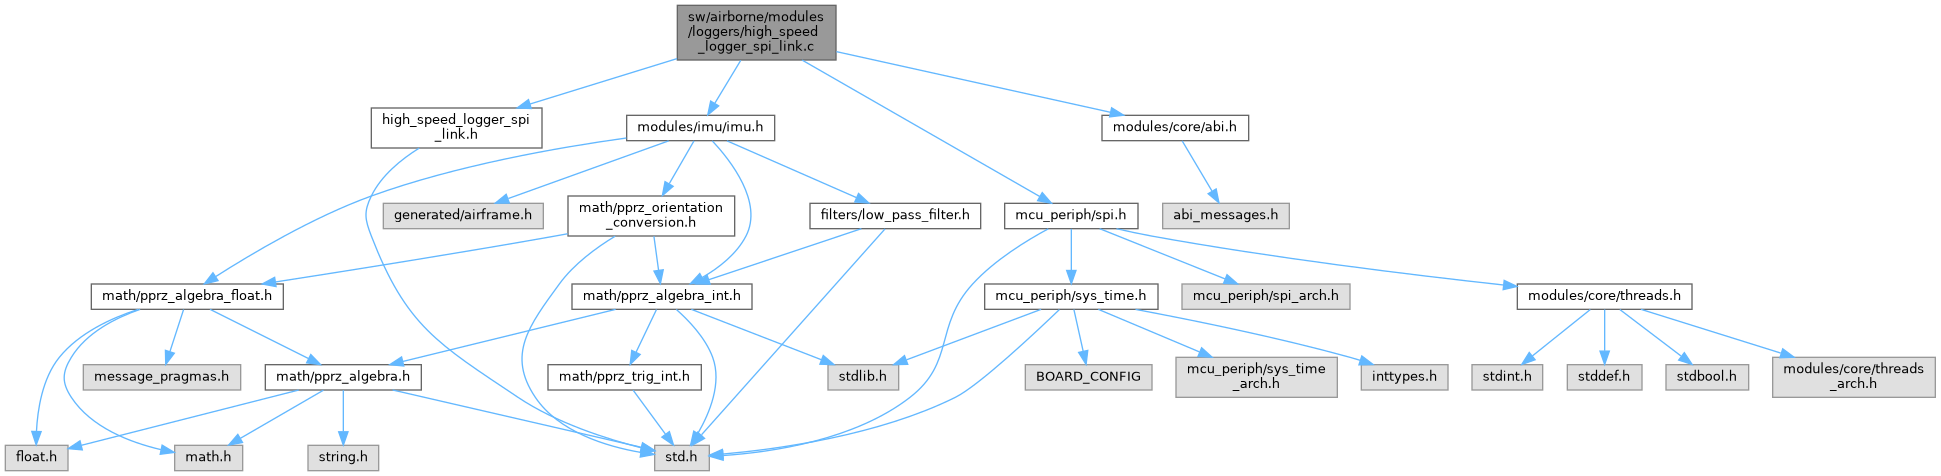 sw/airborne/modules
/loggers/high_speed
_logger_spi_link.c
high_speed_logger_spi
_link.h
modules/imu/imu.h
modules/core/abi.h
generated/airframe.h
math/pprz_orientation
_conversion.h
filters/low_pass_filter.h
mcu_periph/spi.h
abi_messages.h
math/pprz_algebra_float.h
math/pprz_algebra_int.h
mcu_periph/sys_time.h
mcu_periph/spi_arch.h
modules/core/threads.h
message_pragmas.h
math/pprz_algebra.h
math/pprz_trig_int.h
stdlib.h
BOARD_CONFIG
mcu_periph/sys_time
_arch.h
inttypes.h
stdint.h
stddef.h
stdbool.h
modules/core/threads
_arch.h
float.h
math.h
string.h
std.h